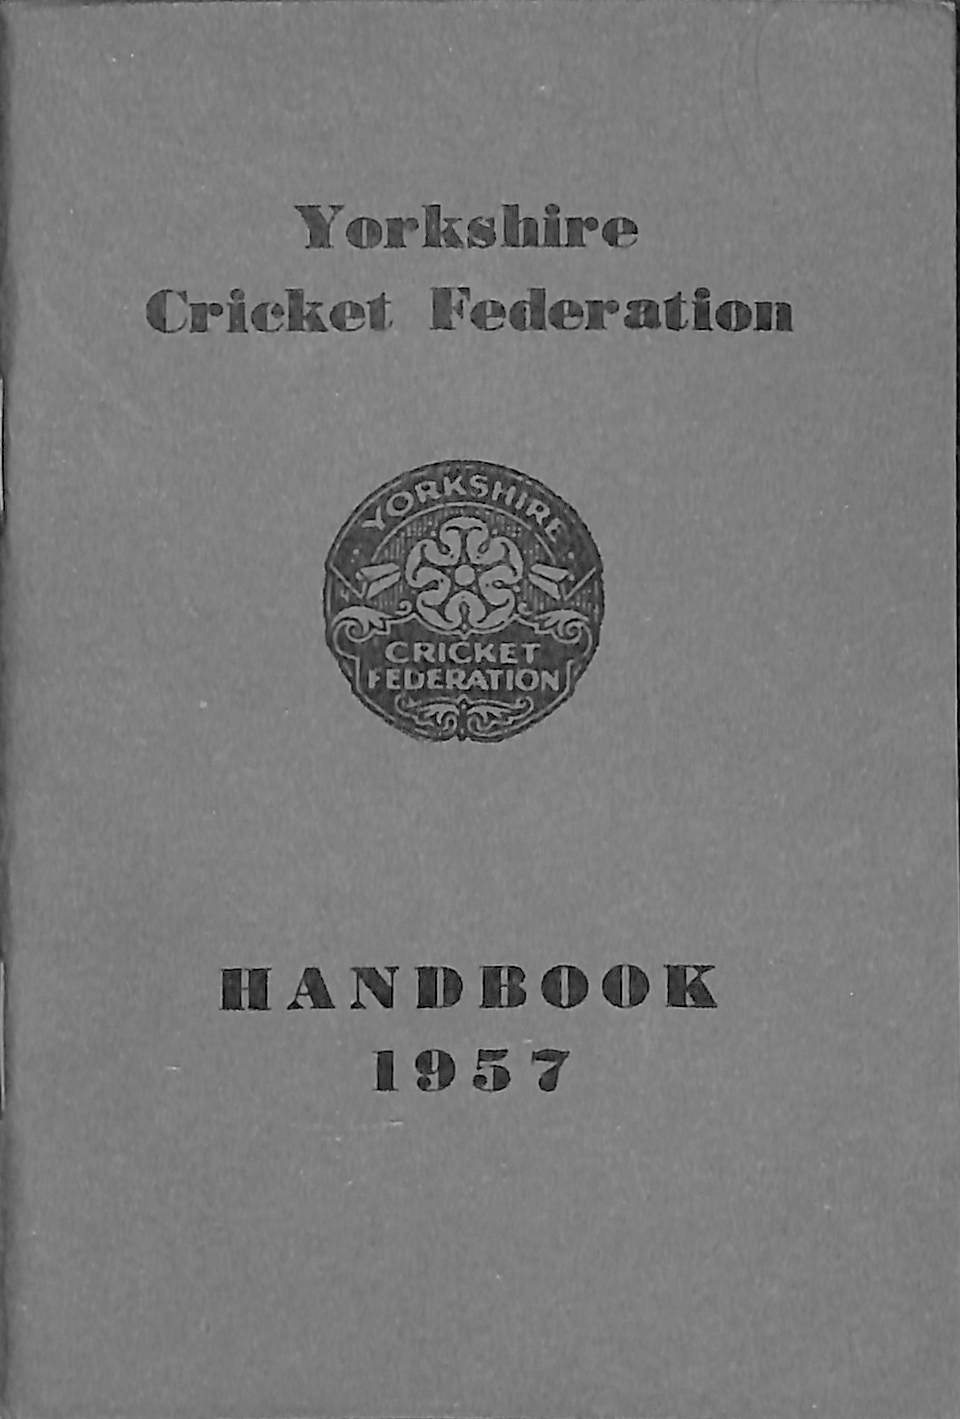 Yorkshire
Cricket Federation
YORKSHIRE
CRICKET
FEDERATION
HANDBOOK
1957